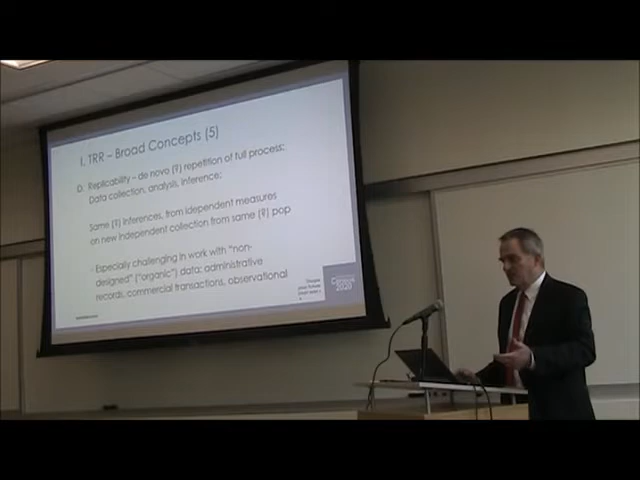 I. TRR – Broad Concepts (5)
D. Replicability – de novo (?) repetition of full process:
Data collection, analysis, inference;
Same (?) inferences, from idependent measures
on new independent collection from same (?) pop
- Especially challenging in work with "non-
designed" ("organic") data: administrative
records, commercial transactions, observational
Census
2020